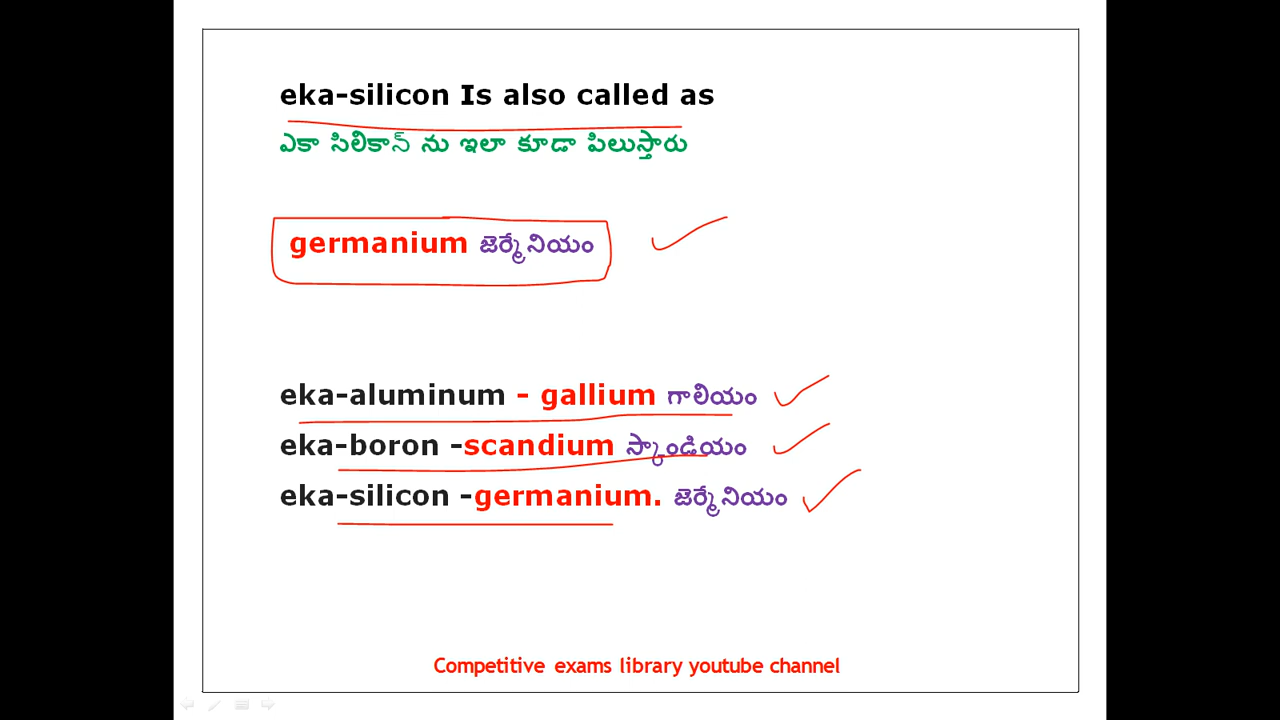 eka-silicon Is also called as
ఎకా సిలికాన్ ను ఇలా కూడా పిలుస్తారు
germanium జెర్మేనియం
eka-aluminum - gallium గాలియం
eka-boron -scandium స్కాండియం
eka-silicon -germanium. జెర్మేనియం
Competitive exams library youtube channel